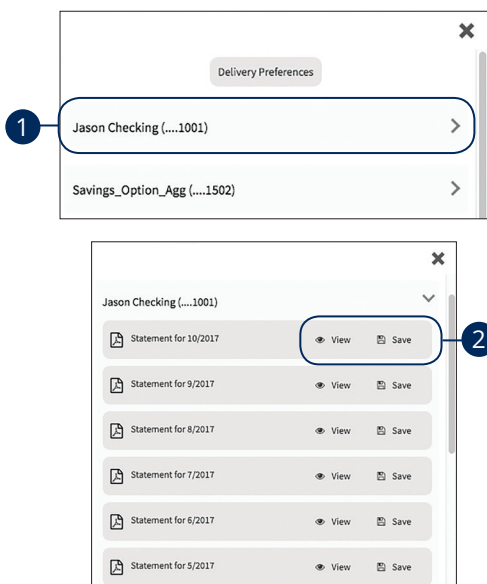 Delivery Preferences
1
Jason Checking (....1001)
Savings_Option_Agg (....1502)
Jason Checking (....1001)
Statement for 10/2017 View Save
2
Statement for 9/2017 View Save
Statement for 8/2017 View Save
Statement for 7/2017 View Save
Statement for 6/2017 View Save
Statement for 5/2017 View Save